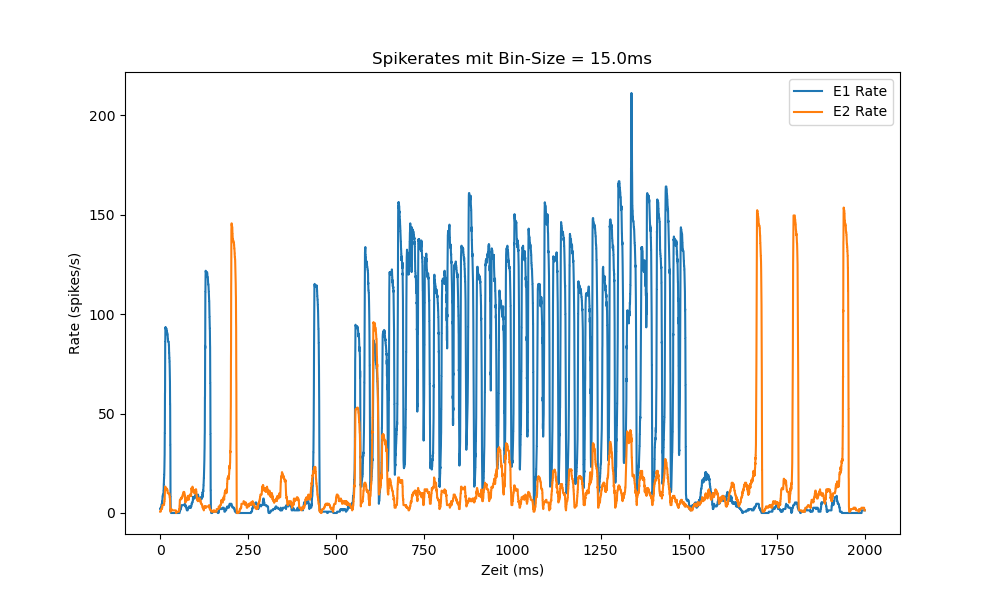 Spikerates mit Bin-Size = 15.0ms
E1 Rate
E2 Rate
200
150
100
50
0
Rate (spikes/s)
0 250 500 750 1000 1250 1500 1750 2000
Zeit (ms)